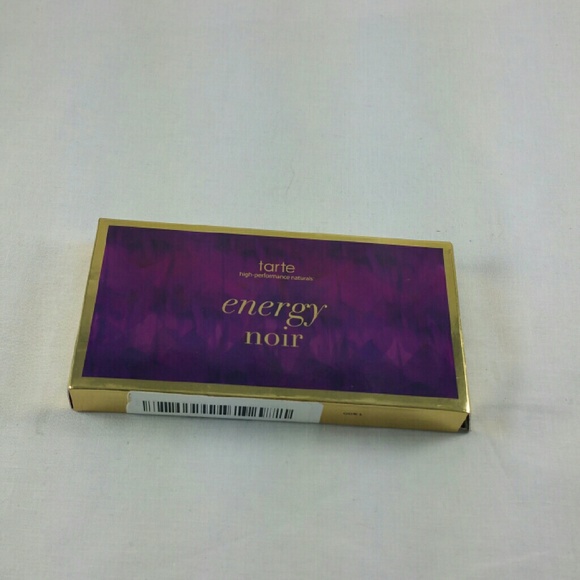 tarte
high-performance naturals
energy
noir